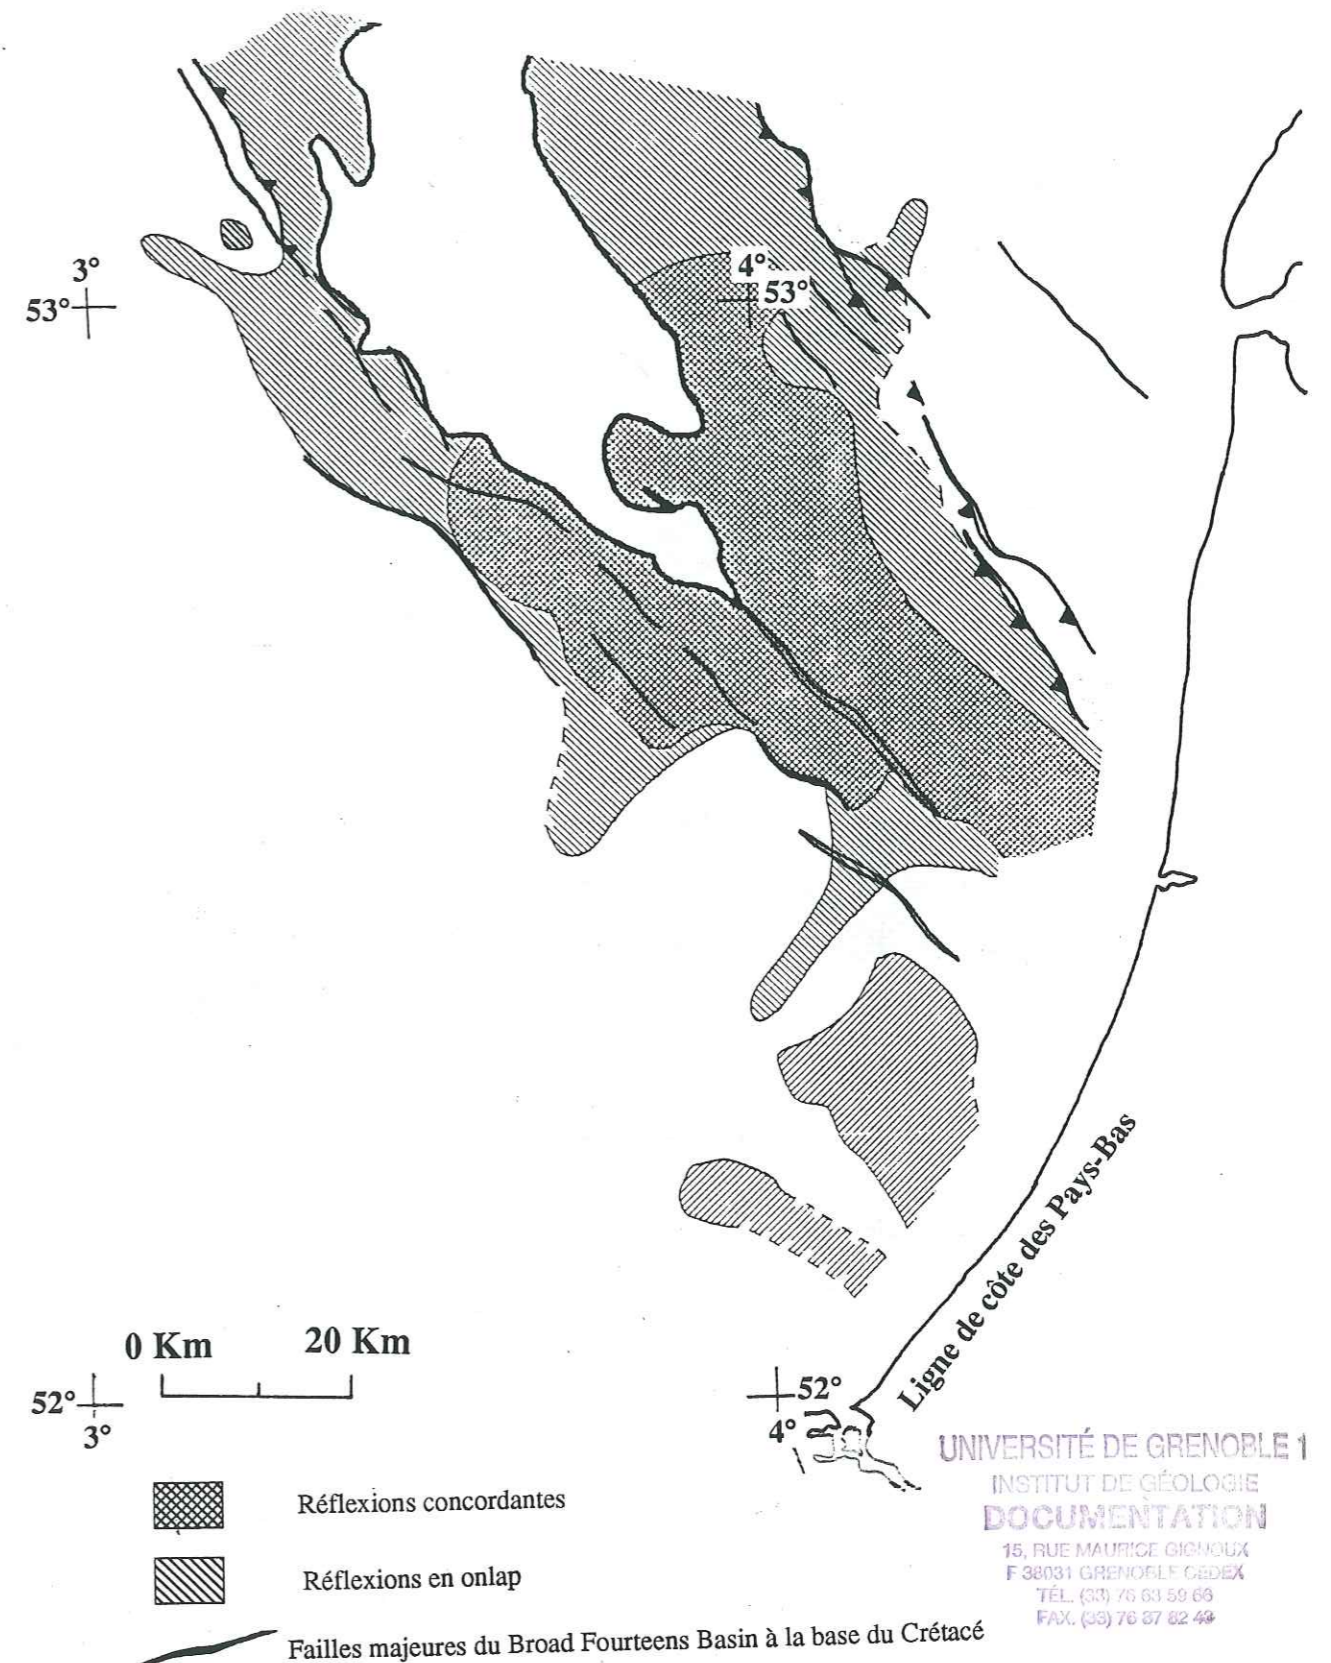 3°
53°
4°
53°
Ligne de côte des Pays-Bas
0 Km 20 Km
52°
3°
52°
4°
UNIVERSITÉ DE GRENOBLE 1
INSTITUT DE GÉOLOGIE
DOCUMENTATION
15, RUE MAURICE GIGNOUX
F 38031 GRENOBLE CEDEX
TÉL. (33) 76 63 59 66
FAX. (33) 76 87 82 43
Réflexions concordantes
Réflexions en onlap
Failles majeures du Broad Fourteens Basin à la base du Crétacé